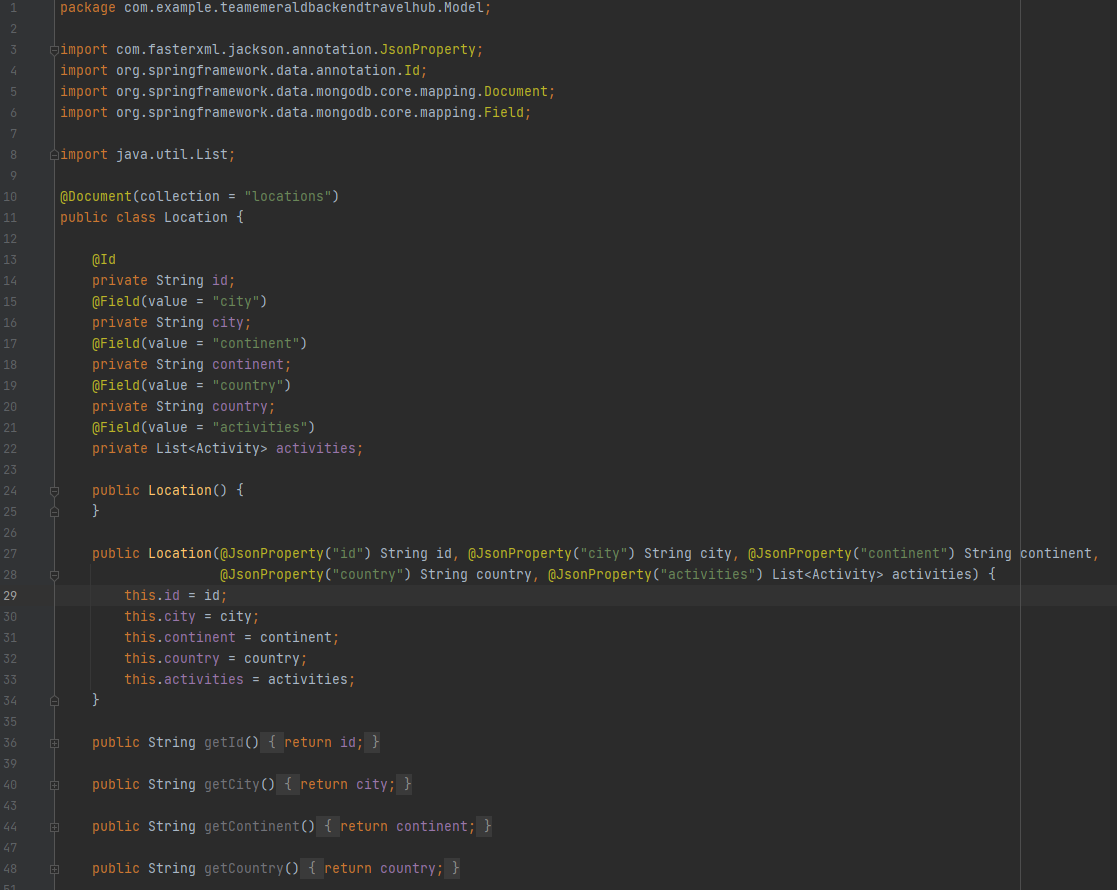 1 package com.example.teamemeraldbackendtravelhub.Model;
2
3 import com.fasterxml.jackson.annotation.JsonProperty;
4 import org.springframework.data.annotation.Id;
5 import org.springframework.data.mongodb.core.mapping.Document;
6 import org.springframework.data.mongodb.core.mapping.Field;
7
8 import java.util.List;
9
10 @Document(collection = "locations")
11 public class Location {
12
13 @Id
14 private String id;
15 @Field(value = "city")
16 private String city;
17 @Field(value = "continent")
18 private String continent;
19 @Field(value = "country")
20 private String country;
21 @Field(value = "activities")
22 private List<Activity> activities;
23
24 public Location() {
25 }
26
27 public Location(@JsonProperty("id") String id, @JsonProperty("city") String city, @JsonProperty("continent") String continent,
28 @JsonProperty("country") String country, @JsonProperty("activities") List<Activity> activities) {
29 this.id = id;
30 this.city = city;
31 this.continent = continent;
32 this.country = country;
33 this.activities = activities;
34 }
35
36 public String getId() { return id; }
39
40 public String getCity() { return city; }
43
44 public String getContinent() { return continent; }
47
48 public String getCountry() { return country; }
51